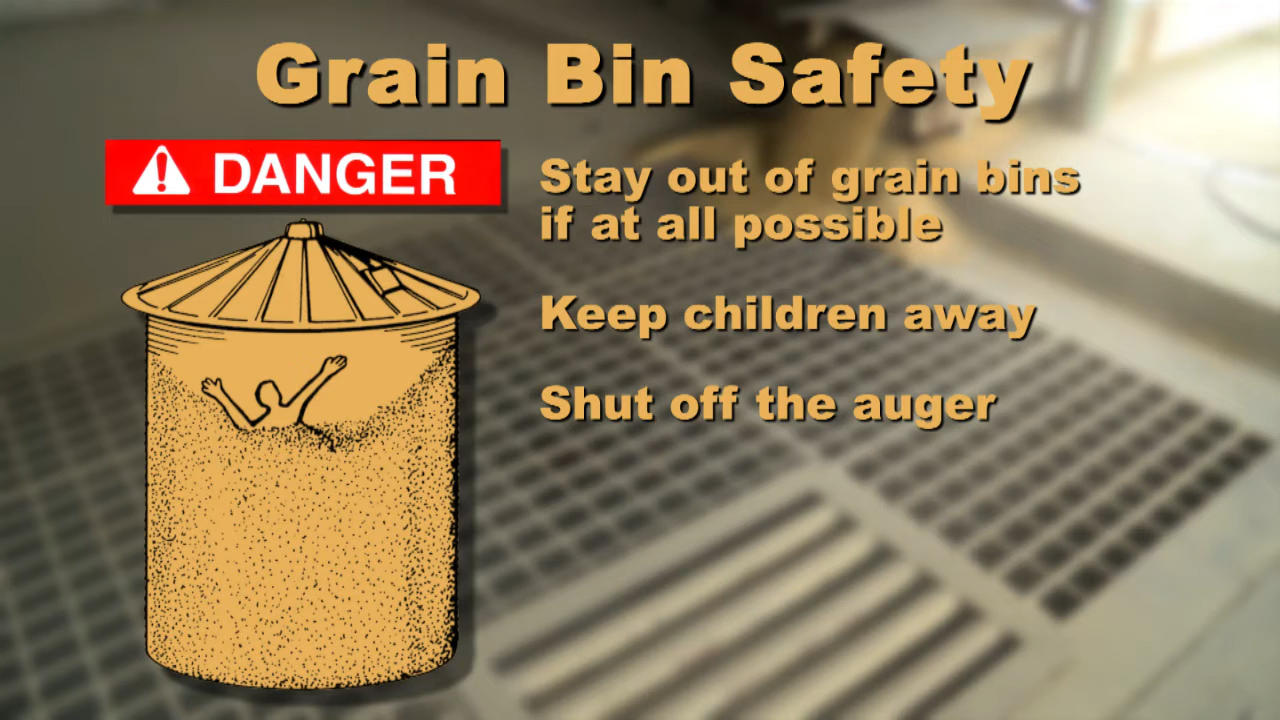 Grain Bin Safety
DANGER
Stay out of grain bins
if at all possible
Keep children away
Shut off the auger